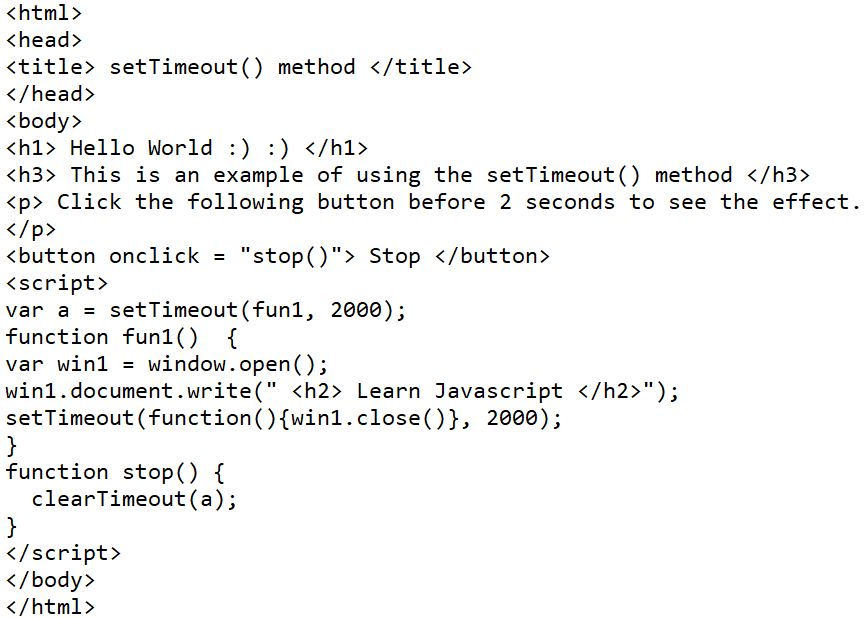 <html>
<head>
<title> setTimeout() method </title>
</head>
<body>
<h1> Hello World :) :) </h1>
<h3> This is an example of using the setTimeout() method </h3>
<p> Click the following button before 2 seconds to see the effect.
</p>
<button onclick = "stop()"> Stop </button>
<script>
var a = setTimeout(fun1, 2000);
function fun1()  {
var win1 = window.open();
win1.document.write(" <h2> Learn Javascript </h2>");
setTimeout(function(){win1.close()}, 2000);
}
function stop() {
  clearTimeout(a);
}
</script>
</body>
</html>